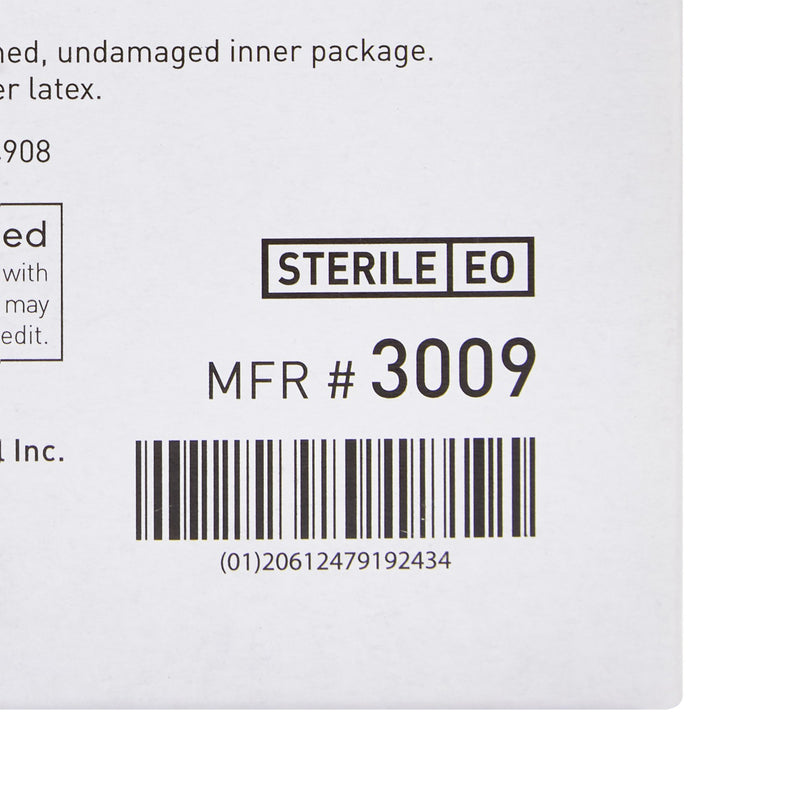 ned, undamaged inner package.
er latex.
908
ed
with
may
edit.
STERILE EO
MFR # 3009
l Inc.
(01)20612479192434